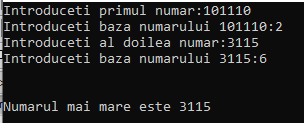 Introduceti primul numar:101110
Introduceti baza numarului 101110:2
Introduceti al doilea numar:3115
Introduceti baza numarului 3115:6
Numarul mai mare este 3115